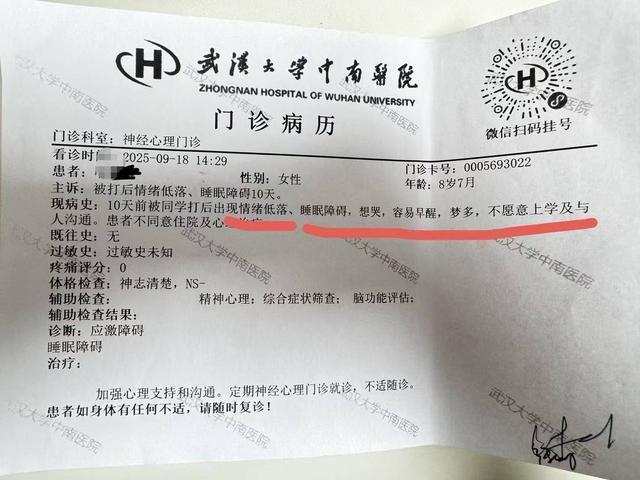 武汉大学中南医院
ZHONGNAN HOSPITAL OF WUHAN UNIVERSITY
门诊病历
微信扫码挂号
门诊科室：神经心理门诊
看诊时 2025-09-18 14:29
门诊卡号：0005693022
患者：
性别：女性
年龄：8岁7月
主诉：被打后情绪低落、睡眠障碍10天。
现病史：10天前被同学打后出现情绪低落、睡眠障碍，想哭，容易早醒，梦多，不愿意上学及与
人沟通。患者不同意住院及心
既往史：无
过敏史：过敏史未知
疼痛评分：0
体格检查：神志清楚，NS-
辅助检查： 精神心理；综合症状筛查；脑功能评估；
辅助检查结果：
诊断：应激障碍
睡眠障碍
治疗：
加强心理支持和沟通。定期神经心理门诊就诊，不适随诊。
患者如身体有任何不适，请随时复诊！
武汉大学中南医院